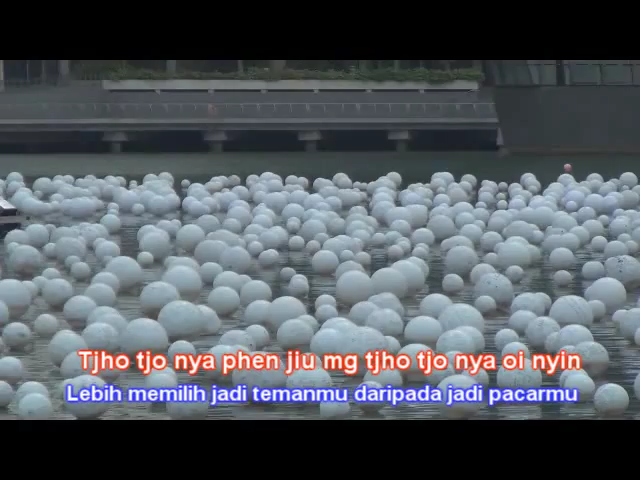 Tjho tjo nya phen jiu mg tjho tjo nya oi nyin
Lebih memilih jadi temanmu daripada jadi pacarmu